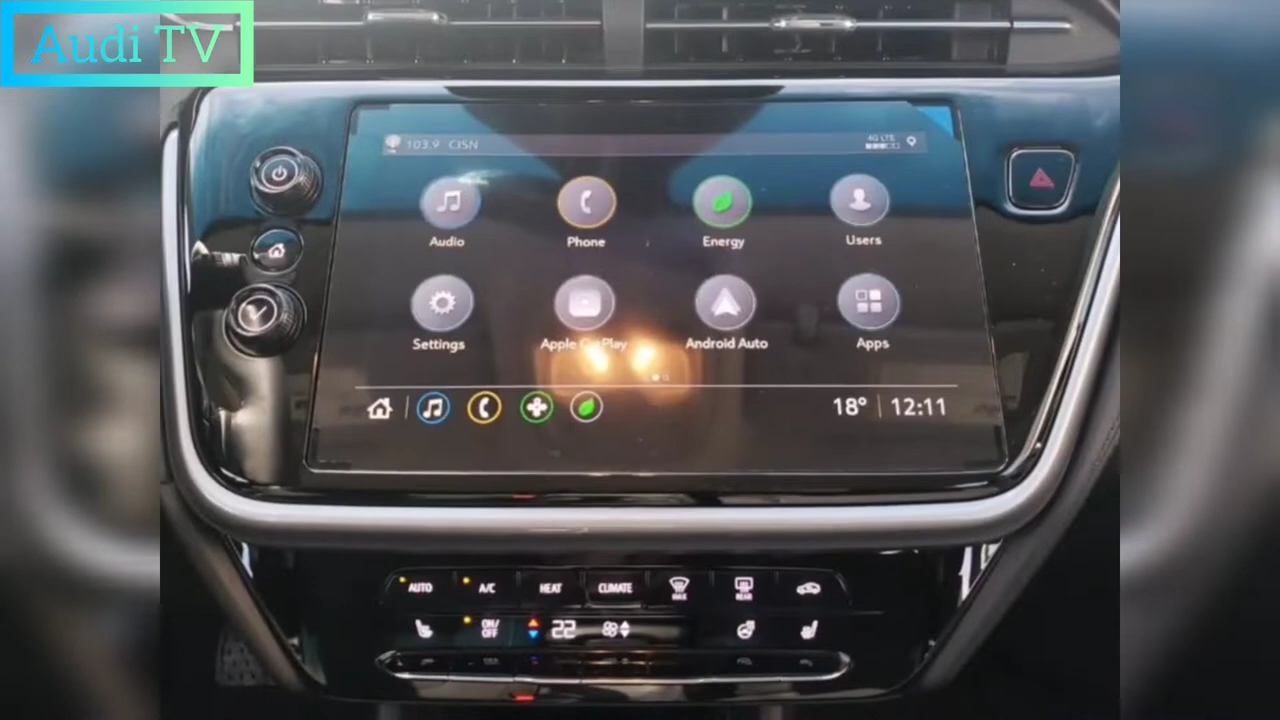 Audi TV
103.9 CISN
4G LTE
Audio Phone Energy Users
Settings Apple CarPlay Android Auto Apps
18° 12:11
AUTO A/C HEAT CLIMATE MAX REAR
ON/
OFF 22